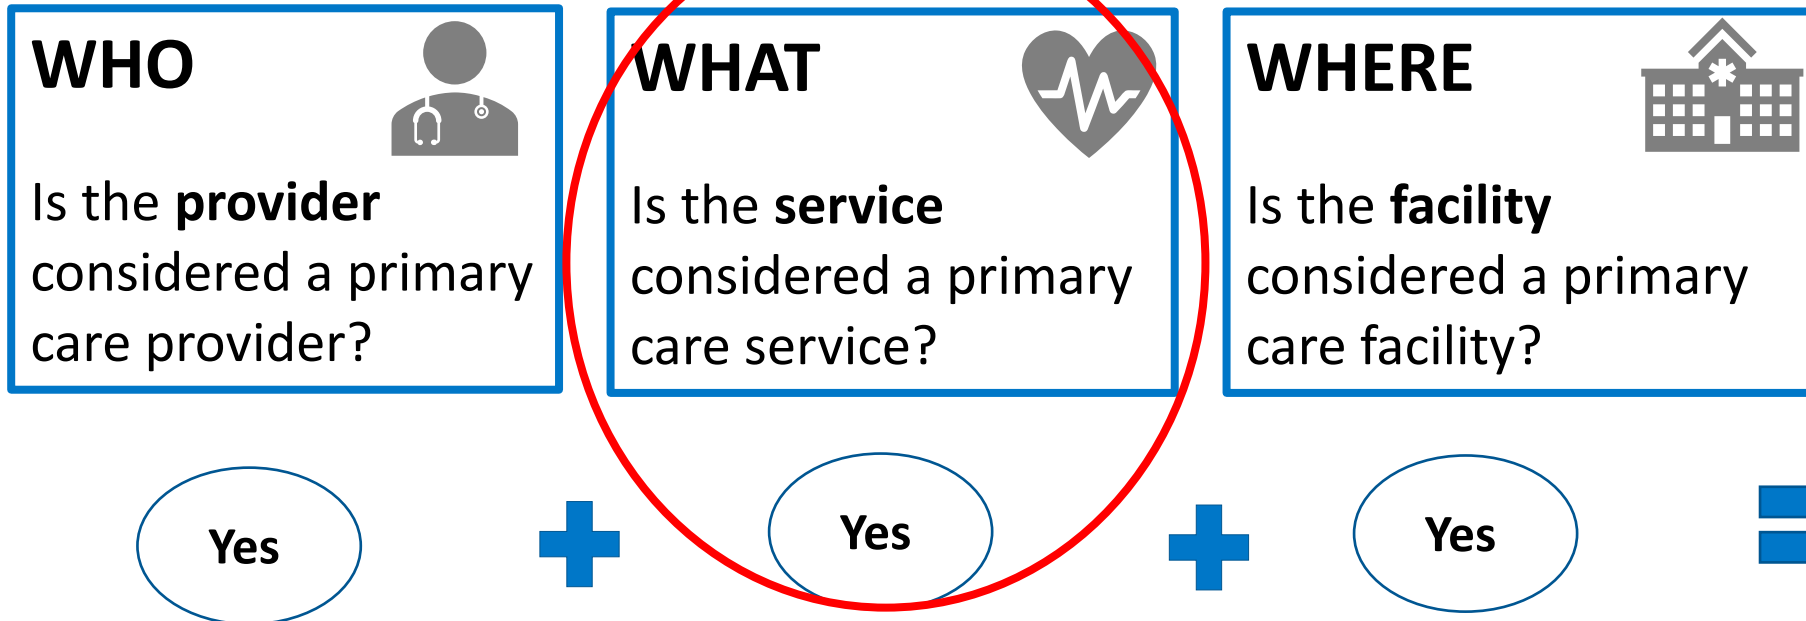 WHO
Is the provider
considered a primary
care provider?
WHAT
Is the service
considered a primary
care service?
WHERE
Is the facility
considered a primary
care facility?
Yes
Yes
Yes